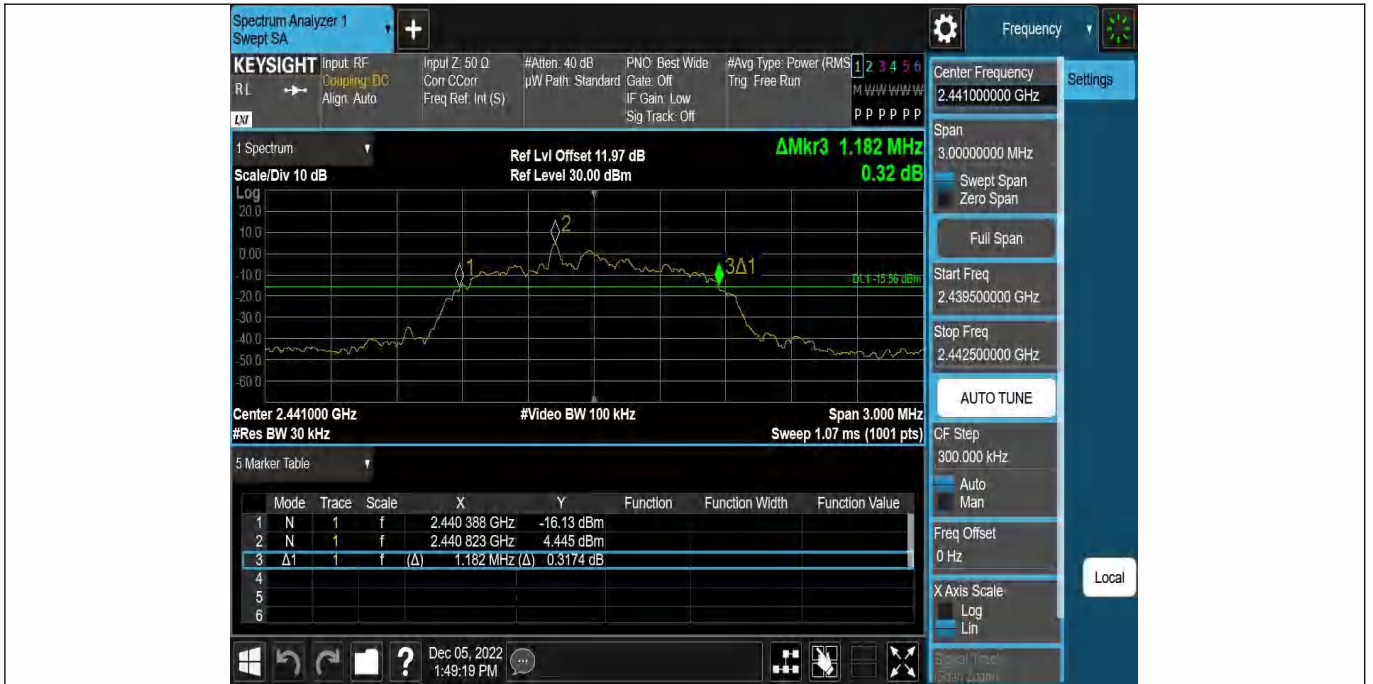 Spectrum Analyzer 1
Swept SA
+
Frequency
KEYSIGHT
RL
LXI
Input: RF
Coupling: DC
Align: Auto
Input Z: 50 Ω
Corr CCorr
Freq Ref: Int (S)
#Atten: 40 dB
µW Path: Standard
PNO: Best Wide
Gate: Off
IF Gain: Low
Sig Track: Off
#Avg Type: Power (RMS
Trig: Free Run
1 2 3 4 5 6
M W W W W W
P P P P P P
Center Frequency
2.441000000 GHz
Settings
Span
3.00000000 MHz
Swept Span
Zero Span
Full Span
Start Freq
2.439500000 GHz
Stop Freq
2.442500000 GHz
AUTO TUNE
CF Step
300.000 kHz
Auto
Man
Freq Offset
0 Hz
X Axis Scale
Log
Lin
Signal Track
(Span Zoom)
Local
1 Spectrum
Scale/Div 10 dB
Ref Lvl Offset 11.97 dB
Ref Level 30.00 dBm
ΔMkr3 1.182 MHz
0.32 dB
Log
20.0
10.0
0.00
-10.0
-20.0
-30.0
-40.0
-50.0
-60.0
1
2
3Δ1
DL1 -15.56 dBm
Center 2.441000 GHz
#Res BW 30 kHz
#Video BW 100 kHz
Span 3.000 MHz
Sweep 1.07 ms (1001 pts)
5 Marker Table
Mode Trace Scale X Y Function Function Width Function Value
1 N 1 f 2.440 388 GHz -16.13 dBm
2 N 1 f 2.440 823 GHz 4.445 dBm
3 Δ1 1 f (Δ) 1.182 MHz (Δ) 0.3174 dB
4
5
6
?
Dec 05, 2022
1:49:19 PM